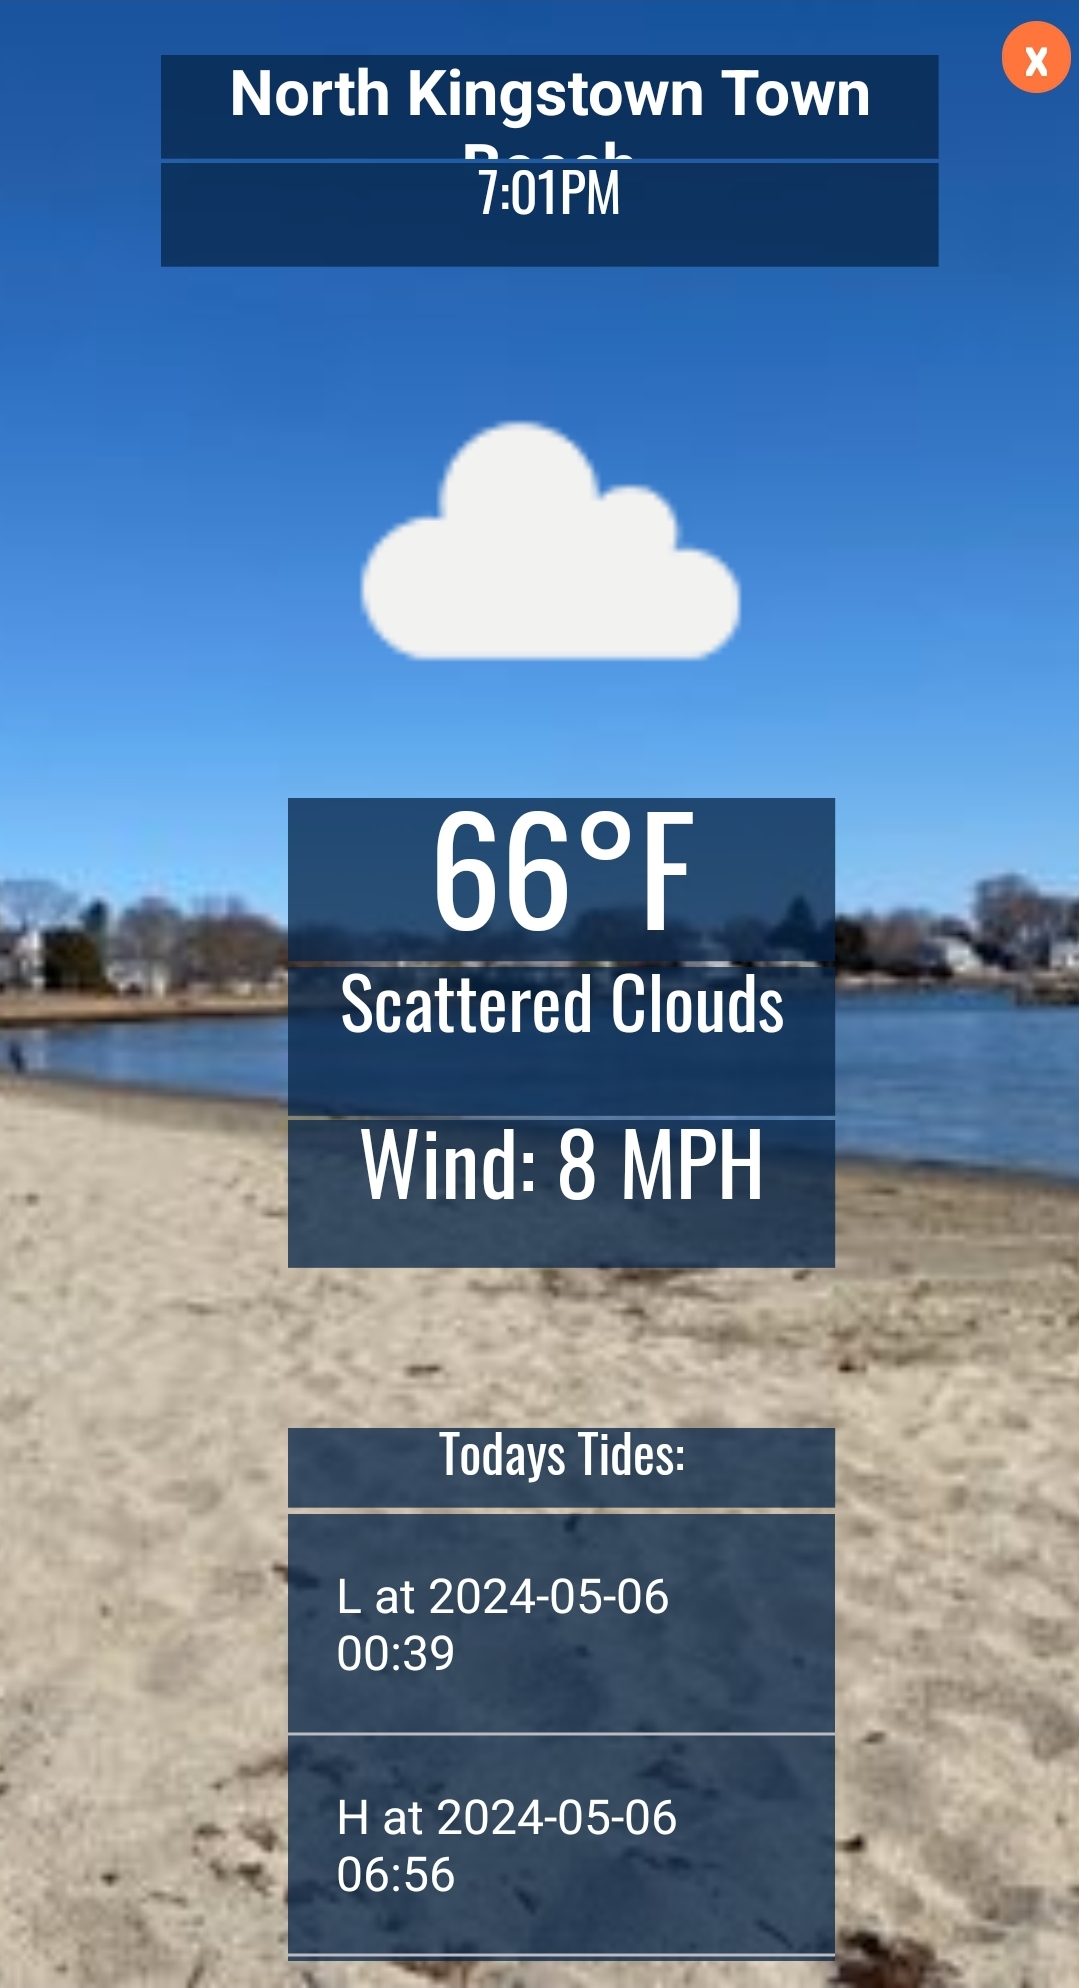 x
North Kingstown Town
Beach
7:01PM
66°F
Scattered Clouds
Wind: 8 MPH
Todays Tides:
L at 2024-05-06
00:39
H at 2024-05-06
06:56